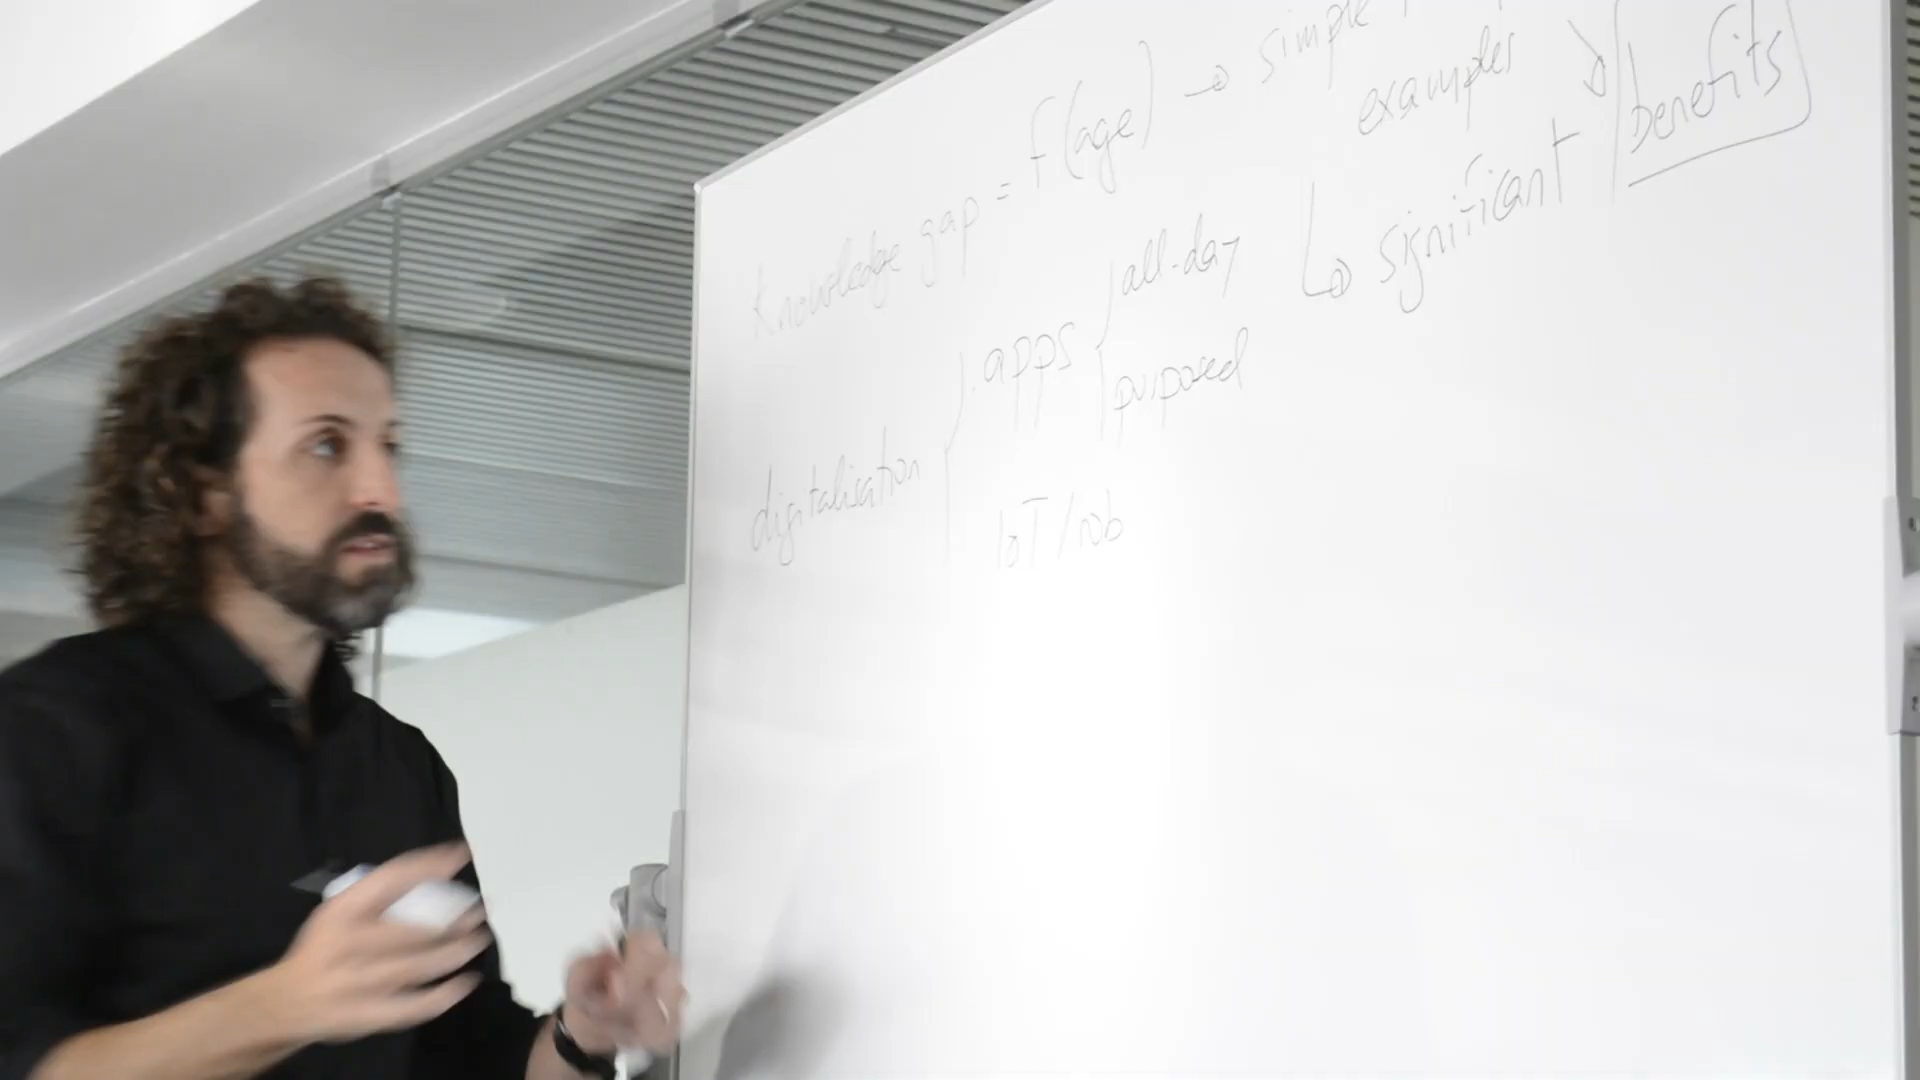 knowledge gap = f(age) → simple
examples
↳ significant benefits
digitalisation { . apps { all-day
purposed
IoT/rob